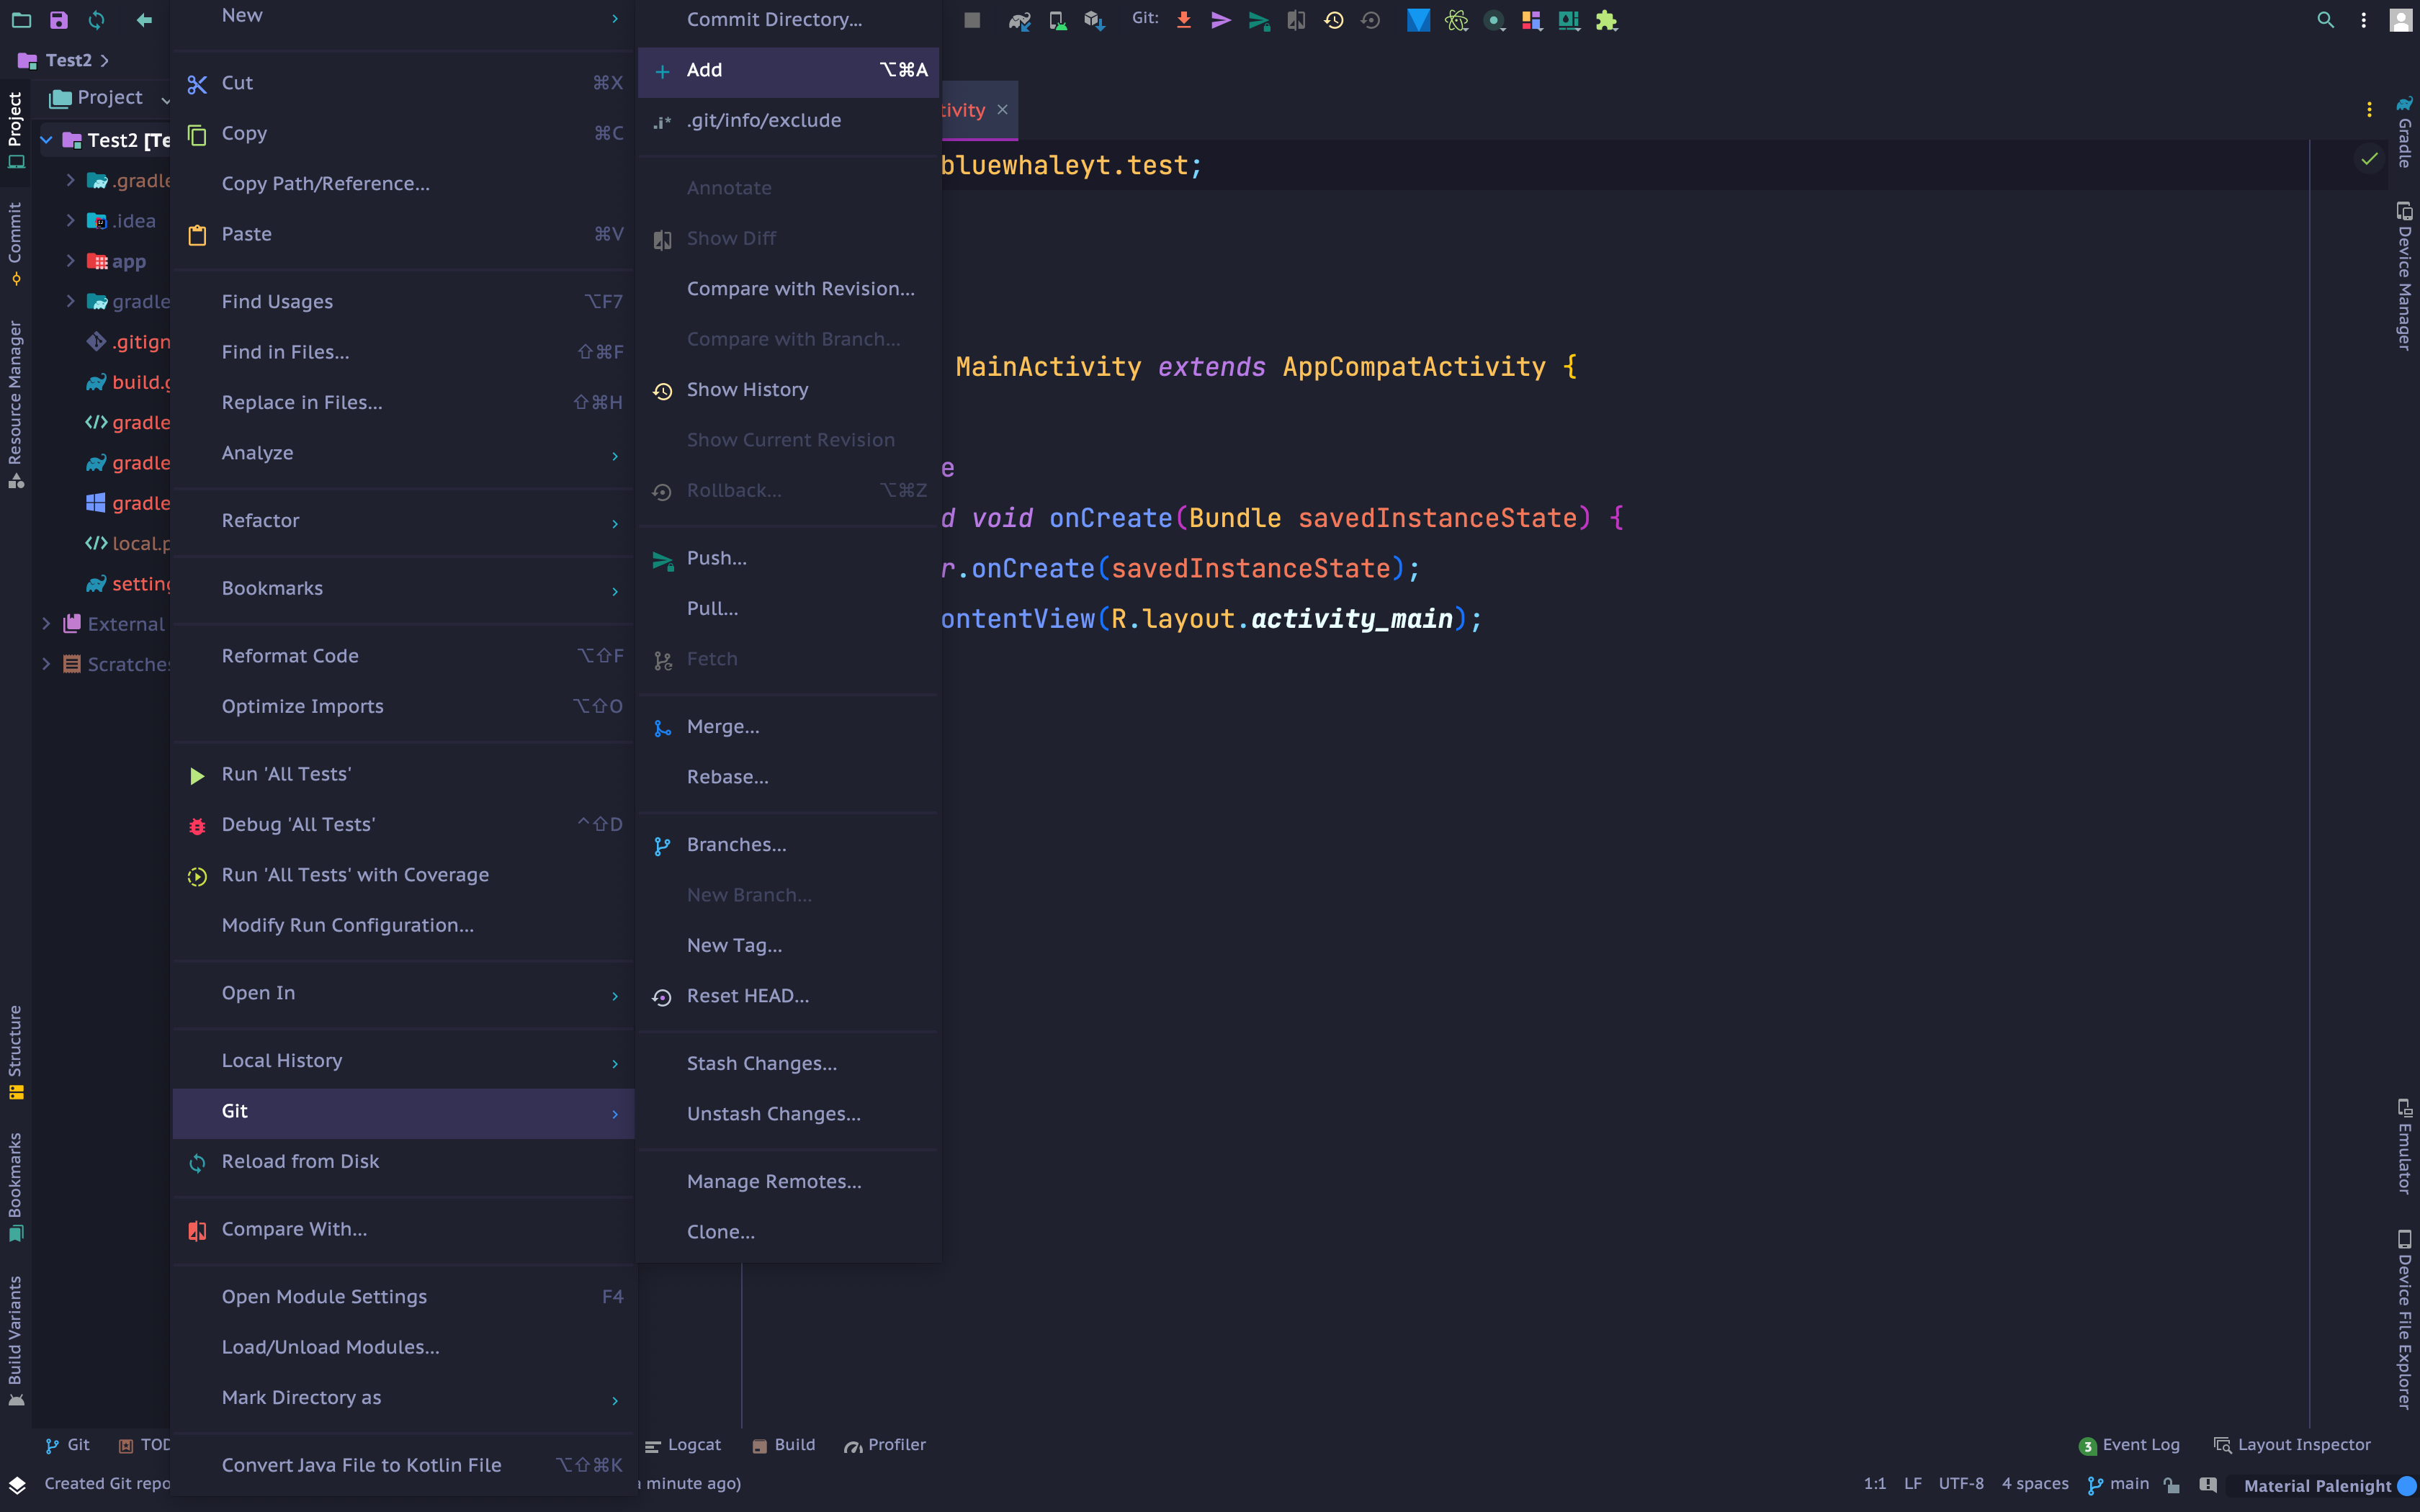 Git:
Test2
Project
Test2 [Te
.gradle
.idea
app
gradle
.gitign
build.g
gradle
gradle
gradle
local.p
setting
External
Scratches
Project
Commit
Resource Manager
Structure
Bookmarks
Build Variants
New
Cut ⌘X
Copy ⌘C
Copy Path/Reference...
Paste ⌘V
Find Usages ⌥F7
Find in Files... ⇧⌘F
Replace in Files... ⇧⌘H
Analyze
Refactor
Bookmarks
Reformat Code ⌥⇧F
Optimize Imports ⌥⇧O
Run 'All Tests'
Debug 'All Tests' ^⇧D
Run 'All Tests' with Coverage
Modify Run Configuration...
Open In
Local History
Git
Reload from Disk
Compare With...
Open Module Settings F4
Load/Unload Modules...
Mark Directory as
Convert Java File to Kotlin File ⌥⇧⌘K
Commit Directory...
Add ⌥⌘A
.git/info/exclude
Annotate
Show Diff
Compare with Revision...
Compare with Branch...
Show History
Show Current Revision
Rollback... ⌥⌘Z
Push...
Pull...
Fetch
Merge...
Rebase...
Branches...
New Branch...
New Tag...
Reset HEAD...
Stash Changes...
Unstash Changes...
Manage Remotes...
Clone...
tivity
bluewhaleyt.test;
MainActivity extends AppCompatActivity {
e
d void onCreate(Bundle savedInstanceState) {
r.onCreate(savedInstanceState);
ontentView(R.layout.activity_main);
Gradle
Device Manager
Emulator
Device File Explorer
Git
TOD
Logcat
Build
Profiler
3 Event Log
Layout Inspector
Created Git repo
minute ago)
1:1 LF UTF-8 4 spaces main Material Palenight